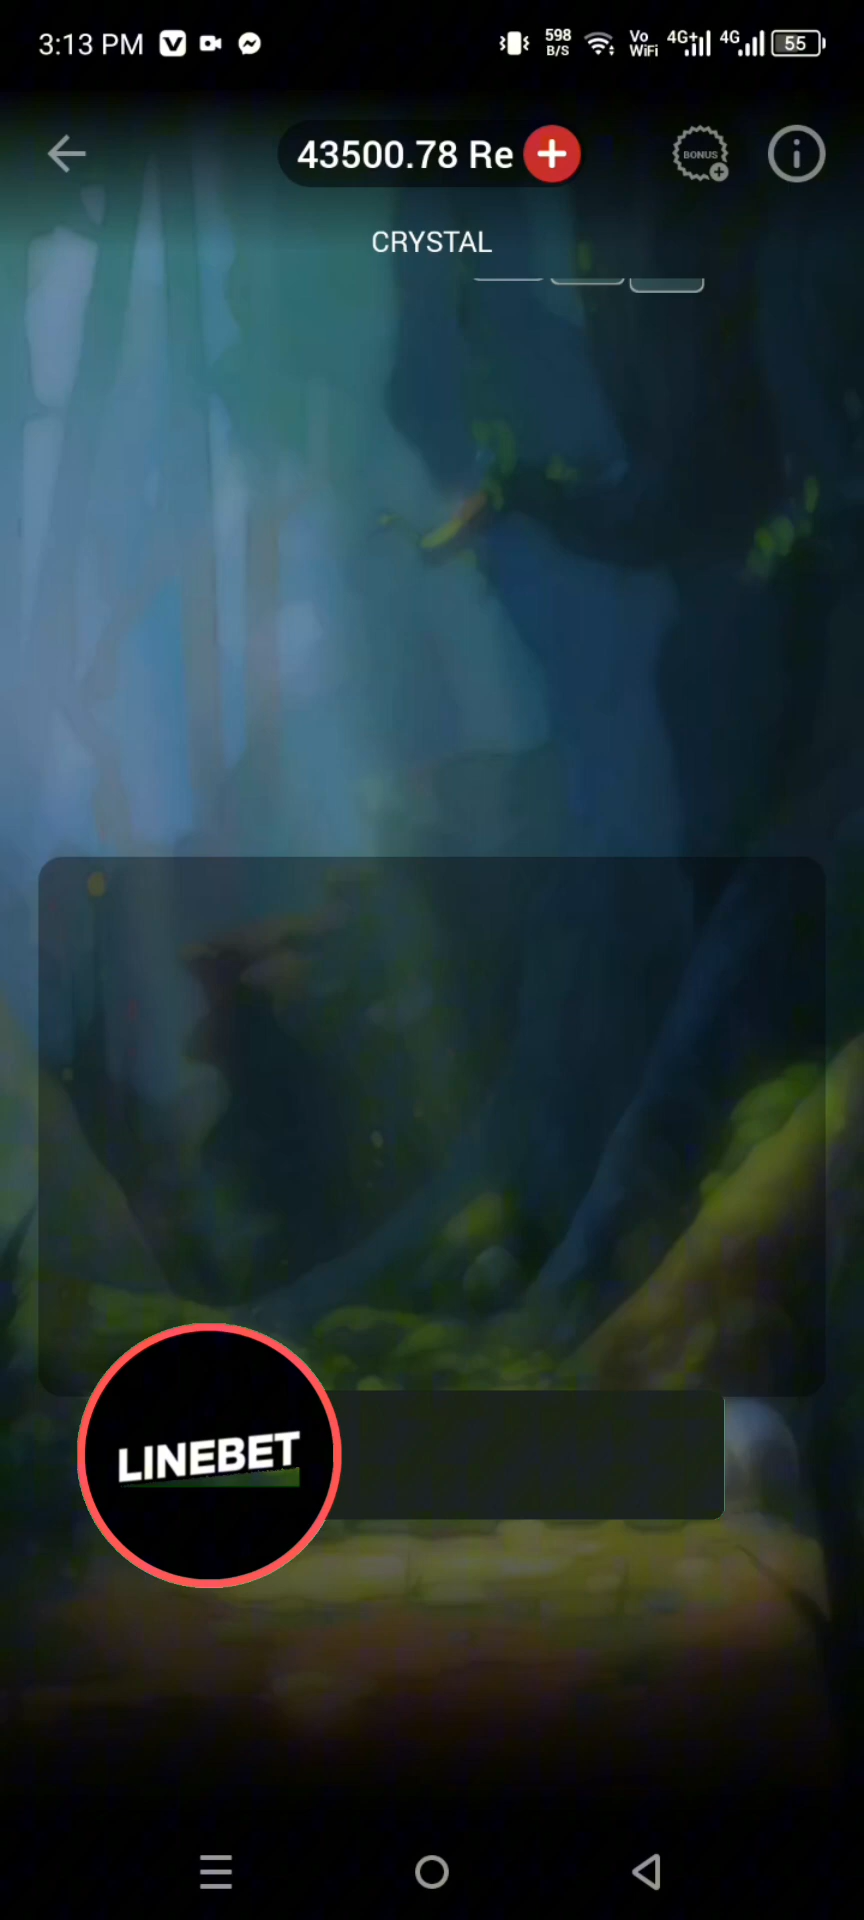 3:13 PM
598
B/S
Vo
WiFi
4G+
4G
55
43500.78 Re
BONUS
CRYSTAL
LINEBET